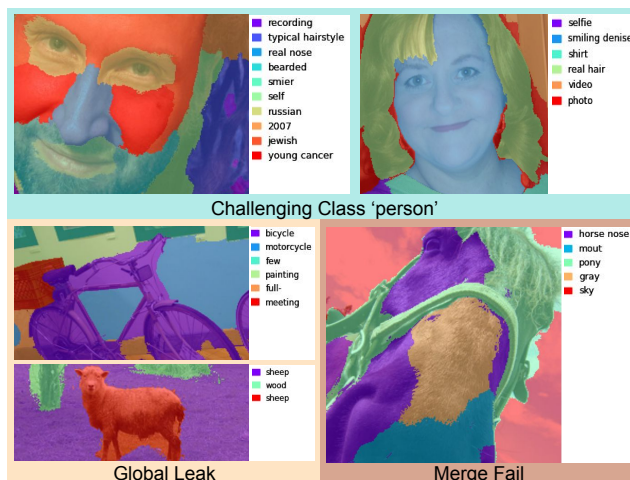 recording
typical hairstyle
real nose
bearded
smier
self
russian
2007
jewish
young cancer
selfie
smiling denise
shirt
real hair
video
photo
Challenging Class 'person'
bicycle
motorcycle
few
painting
full-
meeting
sheep
wood
sheep
Global Leak
horse nose
mout
pony
gray
sky
Merge Fail